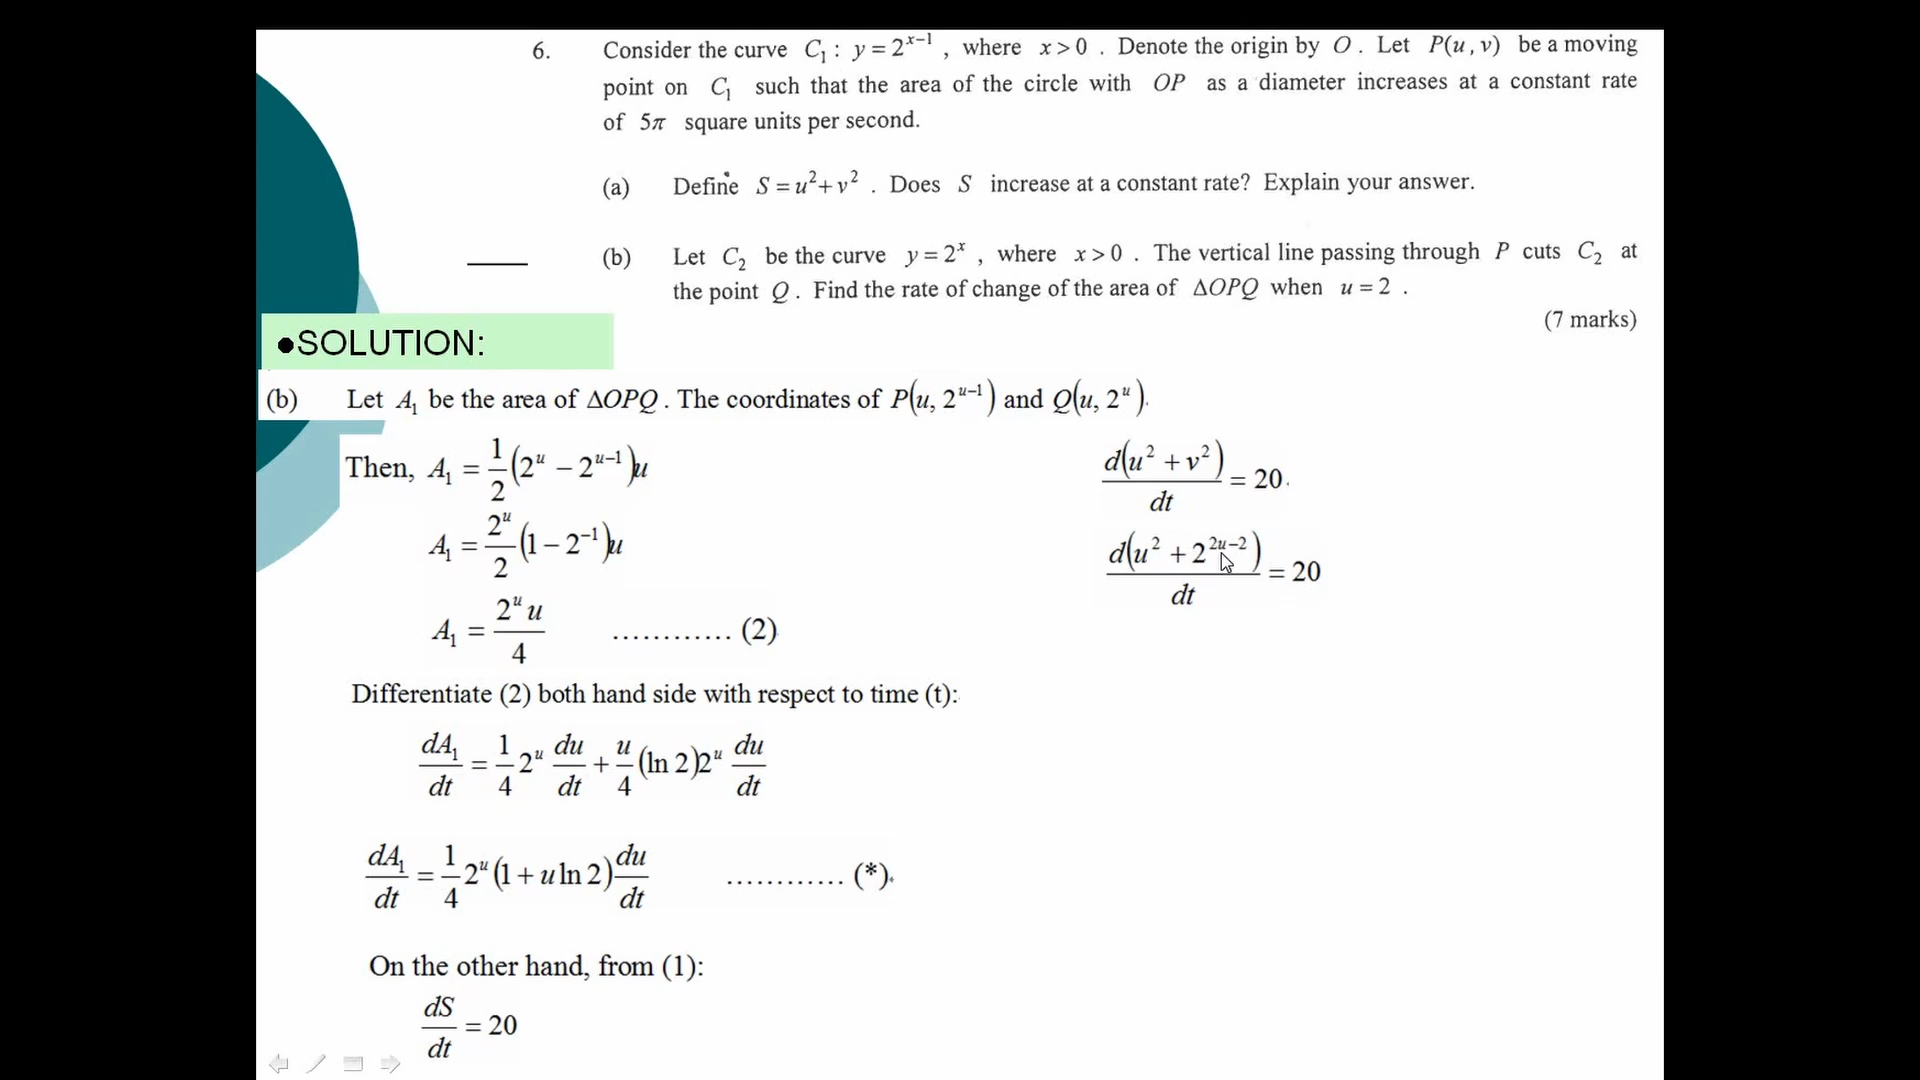 6. Consider the curve C₁ : y = 2^{x−1} , where x > 0 . Denote the origin by O . Let P(u, v) be a moving
point on C₁ such that the area of the circle with OP as a diameter increases at a constant rate
of 5π square units per second.
(a) Define S = u² + v² . Does S increase at a constant rate? Explain your answer.
(b) Let C₂ be the curve y = 2^x , where x > 0 . The vertical line passing through P cuts C₂ at
the point Q . Find the rate of change of the area of ΔOPQ when u = 2 .
(7 marks)
●SOLUTION:
(b) Let A₁ be the area of ΔOPQ . The coordinates of P(u, 2^{u−1}) and Q(u, 2^u).
Then, A₁ = 1/2 (2^u − 2^{u−1})u
A₁ = 2^u/2 (1 − 2^{−1})u
A₁ = 2^u u/4 ………… (2)
Differentiate (2) both hand side with respect to time (t):
dA₁/dt = 1/4 2^u du/dt + u/4 (ln 2)2^u du/dt
dA₁/dt = 1/4 2^u (1 + u ln 2) du/dt ………… (*).
On the other hand, from (1):
dS/dt = 20
d(u² + v²)/dt = 20.
d(u² + 2^{2u−2})/dt = 20